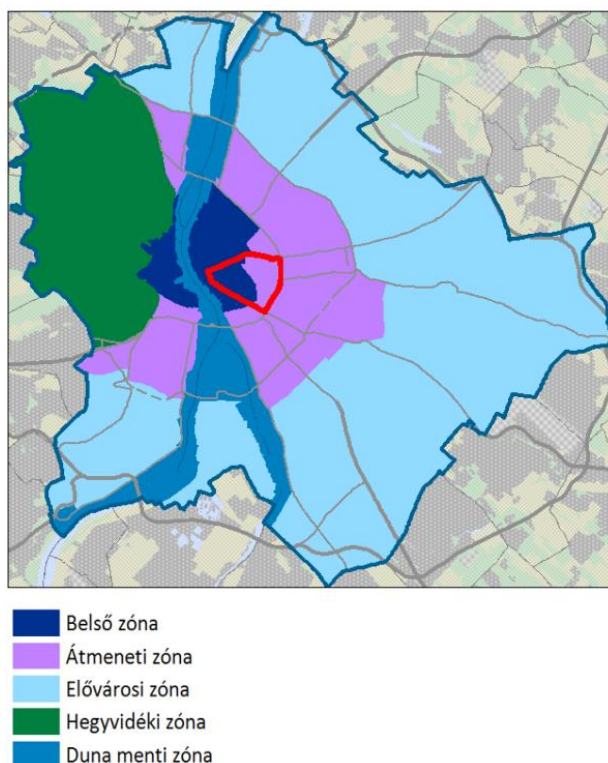 Belső zóna
Átmeneti zóna
Elővárosi zóna
Hegyvidéki zóna
Duna menti zóna